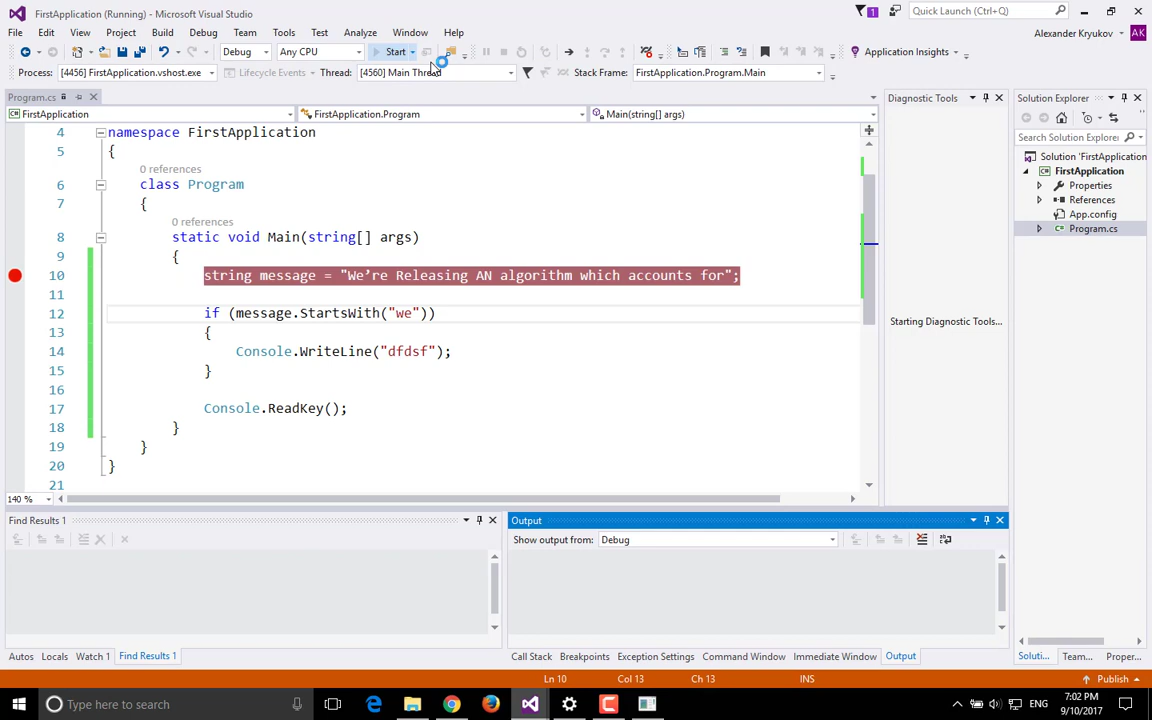 FirstApplication (Running) - Microsoft Visual Studio
1
Quick Launch (Ctrl+Q)
File Edit View Project Build Debug Team Tools Test Analyze Window Help
Alexander Kryukov AK
Debug Any CPU Start Application Insights
Process: [4456] FirstApplication.vshost.exe Lifecycle Events Thread: [4560] Main Thread Stack Frame: FirstApplication.Program.Main
Program.cs
FirstApplication FirstApplication.Program Main(string[] args)
4 namespace FirstApplication
5 {
0 references
6 class Program
7 {
0 references
8 static void Main(string[] args)
9 {
10 string message = "We’re Releasing AN algorithm which accounts for";
11
12 if (message.StartsWith("we"))
13 {
14 Console.WriteLine("dfdsf");
15 }
16
17 Console.ReadKey();
18 }
19 }
20 }
21
140 %
Diagnostic Tools
Starting Diagnostic Tools...
Solution Explorer
Search Solution Explorer
Solution 'FirstApplication
FirstApplication
Properties
References
App.config
Program.cs
Find Results 1
Output
Show output from: Debug
Autos Locals Watch 1 Find Results 1
Call Stack Breakpoints Exception Settings Command Window Immediate Window Output
Soluti... Team... Proper...
Ln 10 Col 13 Ch 13 INS Publish
Type here to search
ENG
7:02 PM
9/10/2017